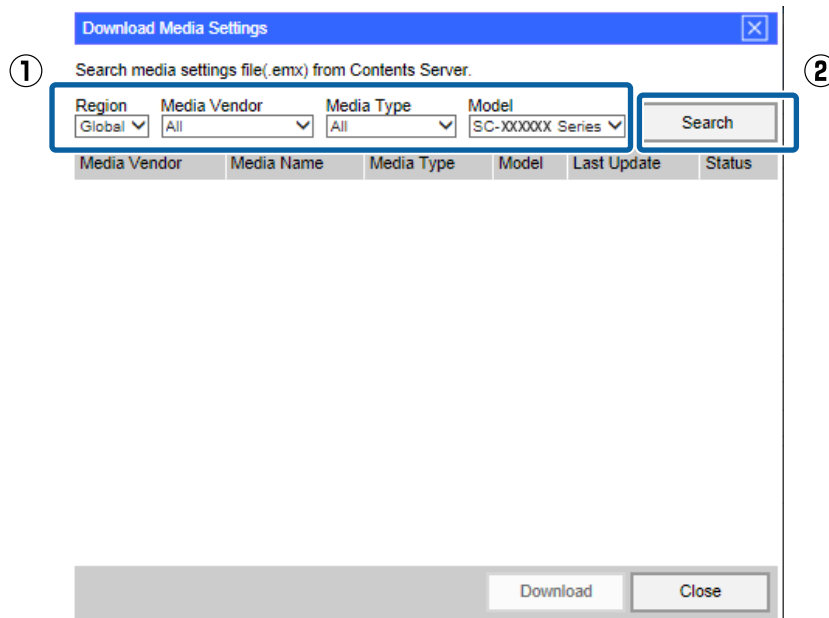 Download Media Settings
① Search media settings file(.emx) from Contents Server. ②
Region Media Vendor Media Type Model
Global All All SC-XXXXXX Series Search
Media Vendor Media Name Media Type Model Last Update Status
Download Close